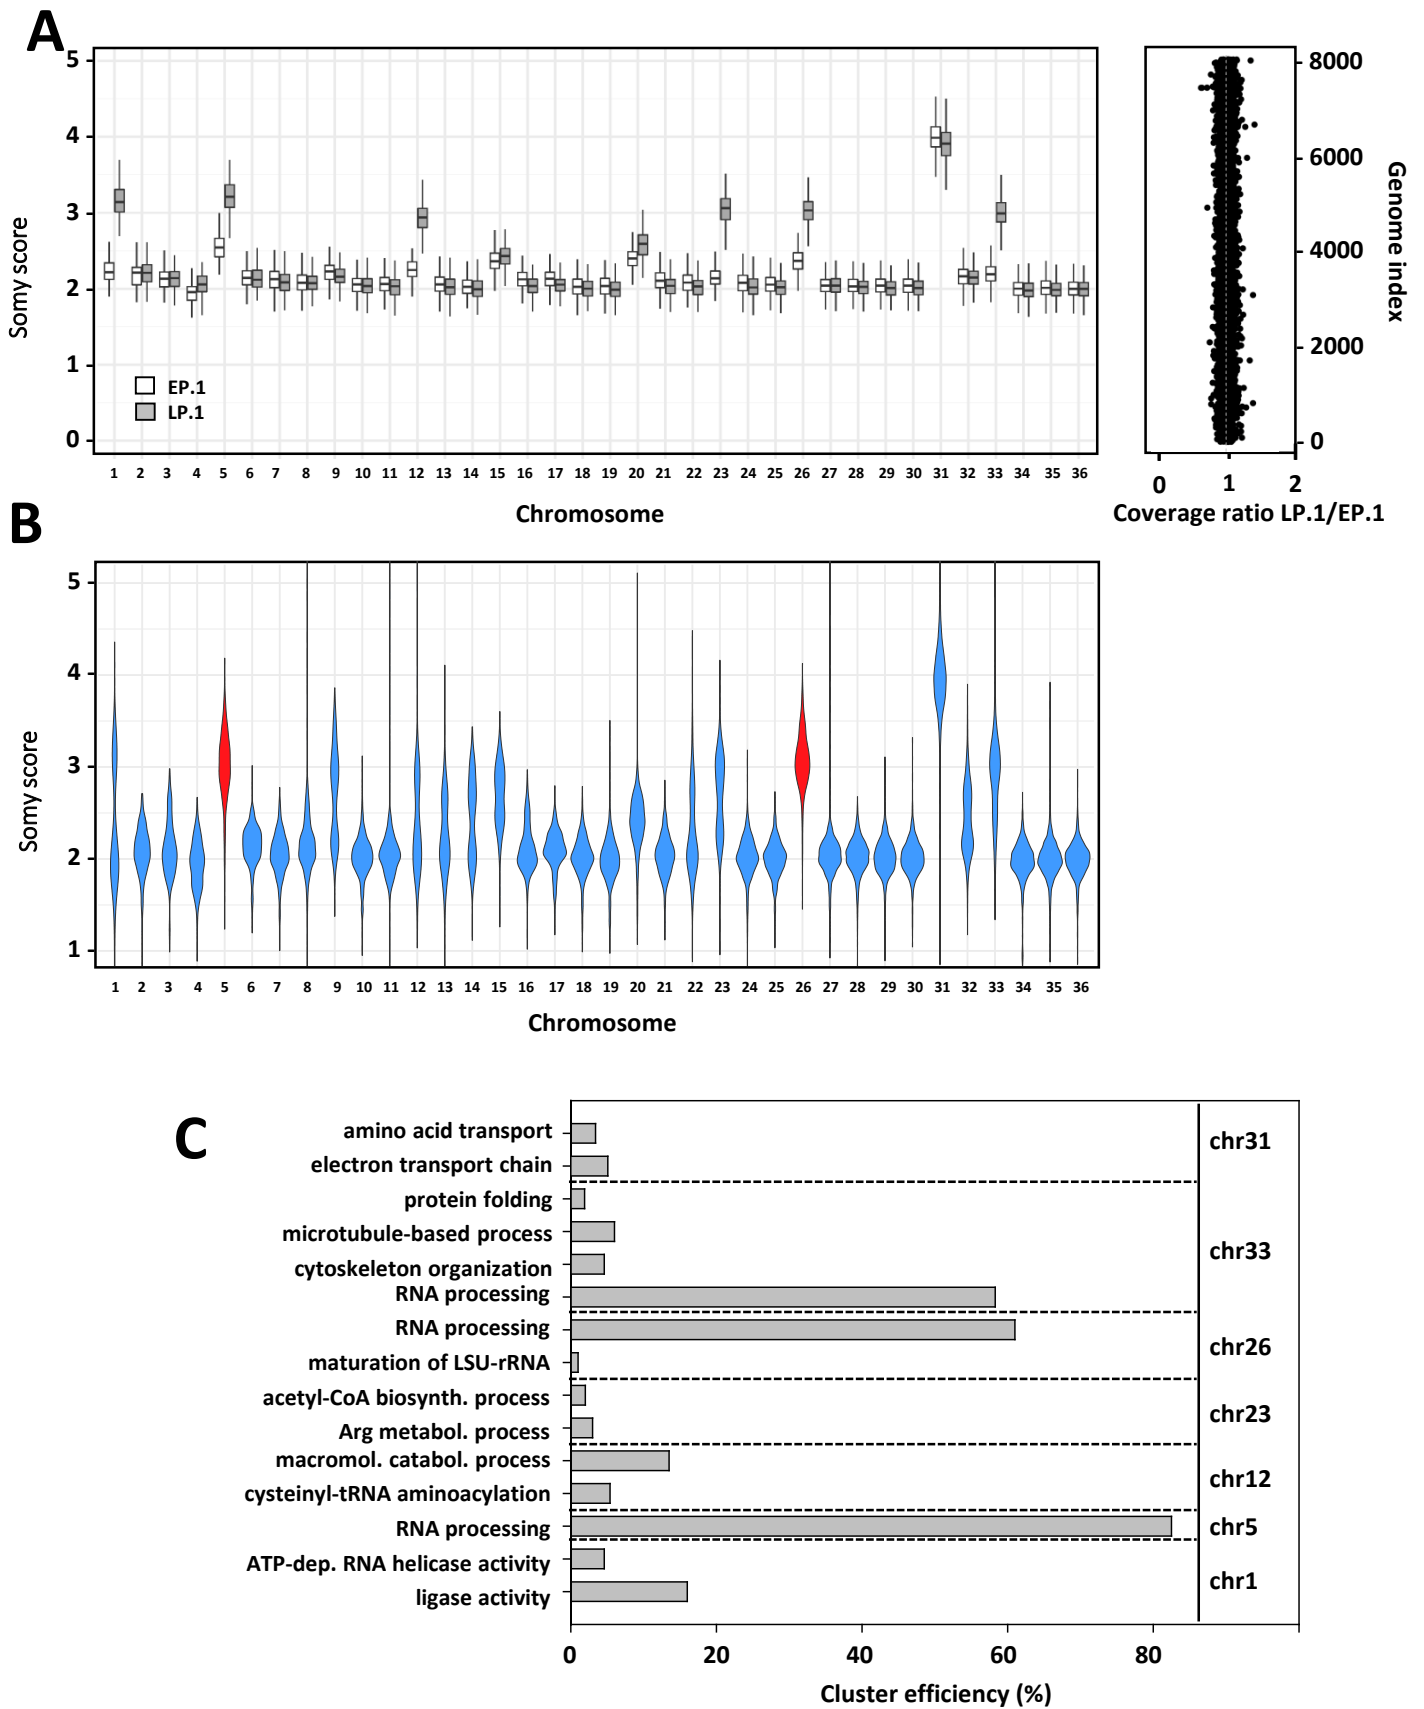 A
5
4
3
2
1
0
Somy score
EP.1
LP.1
1 2 3 4 5 6 7 8 9 10 11 12 13 14 15 16 17 18 19 20 21 22 23 24 25 26 27 28 29 30 31 32 33 34 35 36
Chromosome
8000
6000
4000
2000
0
Genome index
0 1 2
Coverage ratio LP.1/EP.1
B
5
4
3
2
1
Somy score
1 2 3 4 5 6 7 8 9 10 11 12 13 14 15 16 17 18 19 20 21 22 23 24 25 26 27 28 29 30 31 32 33 34 35 36
Chromosome
C
amino acid transport
electron transport chain
chr31
protein folding
microtubule-based process
cytoskeleton organization
RNA processing
chr33
RNA processing
maturation of LSU-rRNA
chr26
acetyl-CoA biosynth. process
Arg metabol. process
chr23
macromol. catabol. process
cysteinyl-tRNA aminoacylation
chr12
RNA processing
chr5
ATP-dep. RNA helicase activity
ligase activity
chr1
0 20 40 60 80
Cluster efficiency (%)